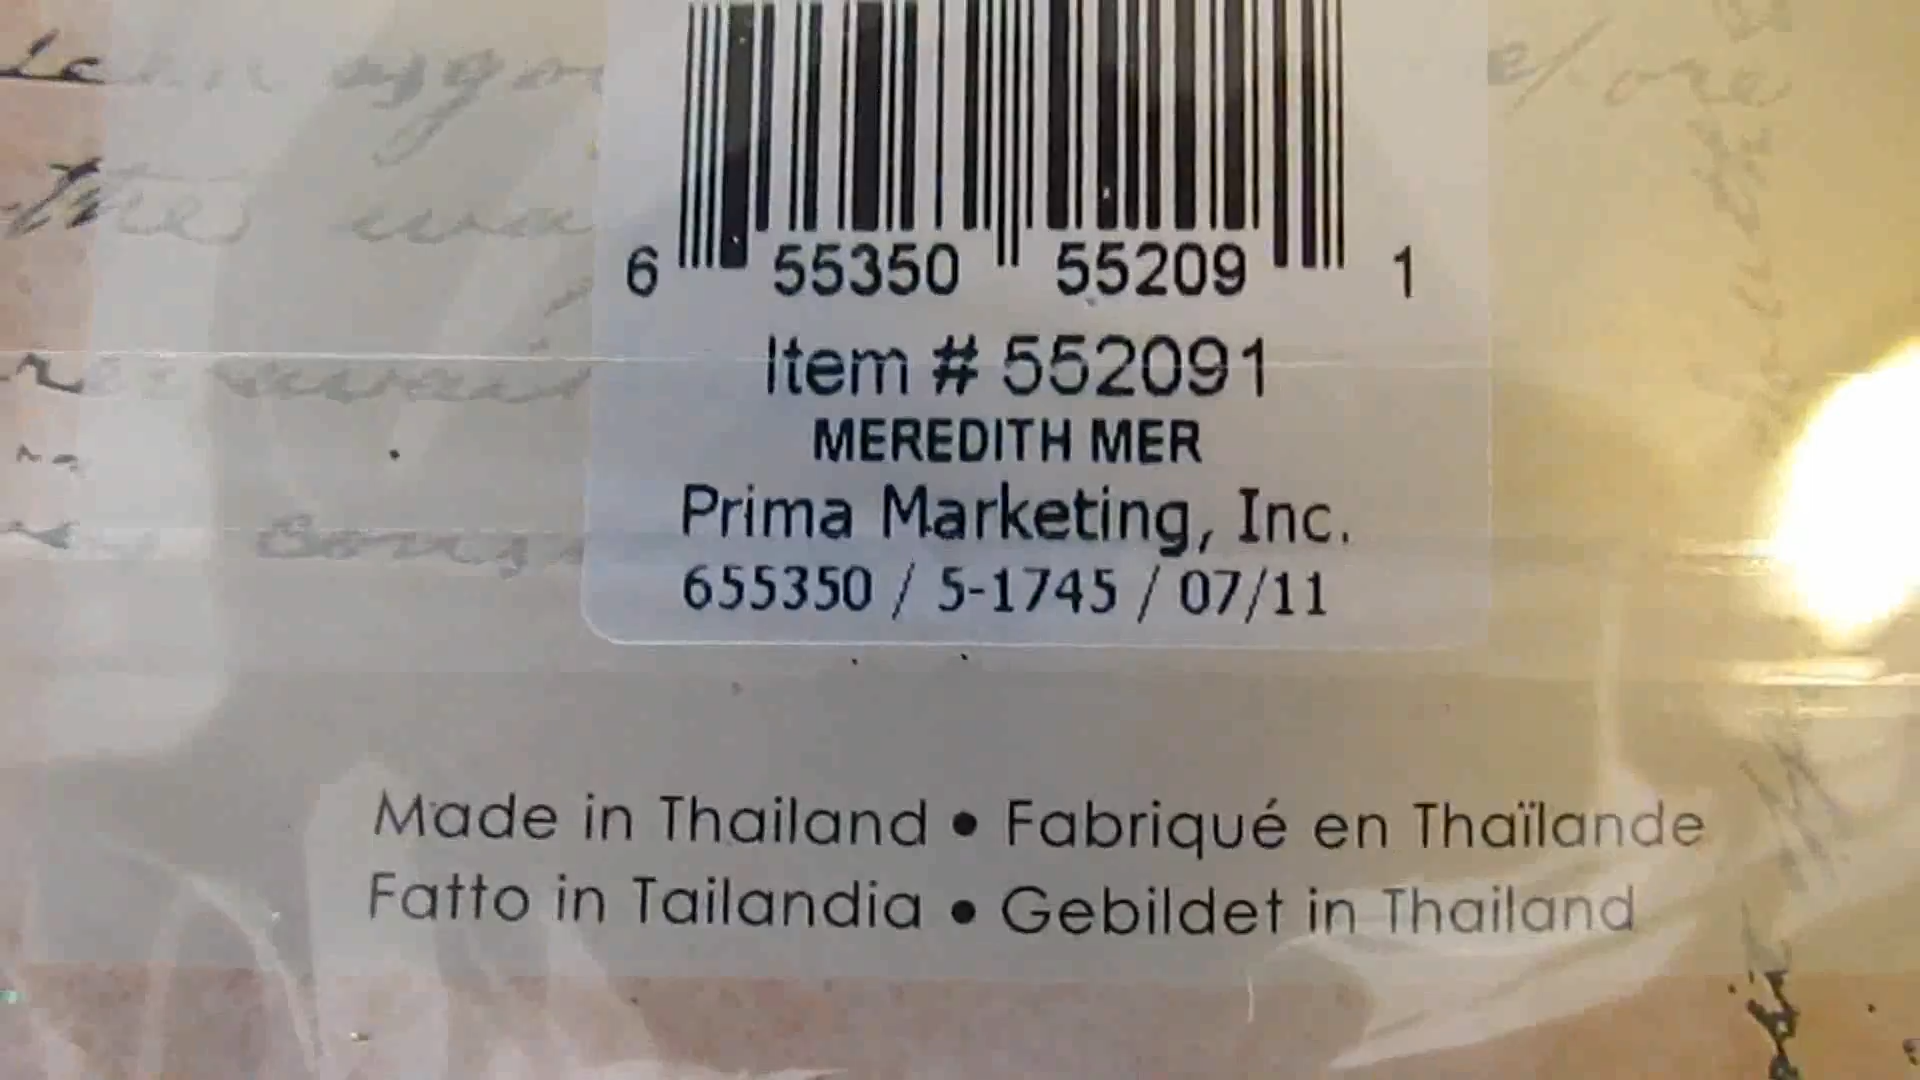 6 55350 55209 1
Item # 552091
MEREDITH MER
Prima Marketing, Inc.
655350 / 5-1745 / 07/11
Made in Thailand • Fabriqué en Thaïlande
Fatto in Tailandia • Gebildet in Thailand